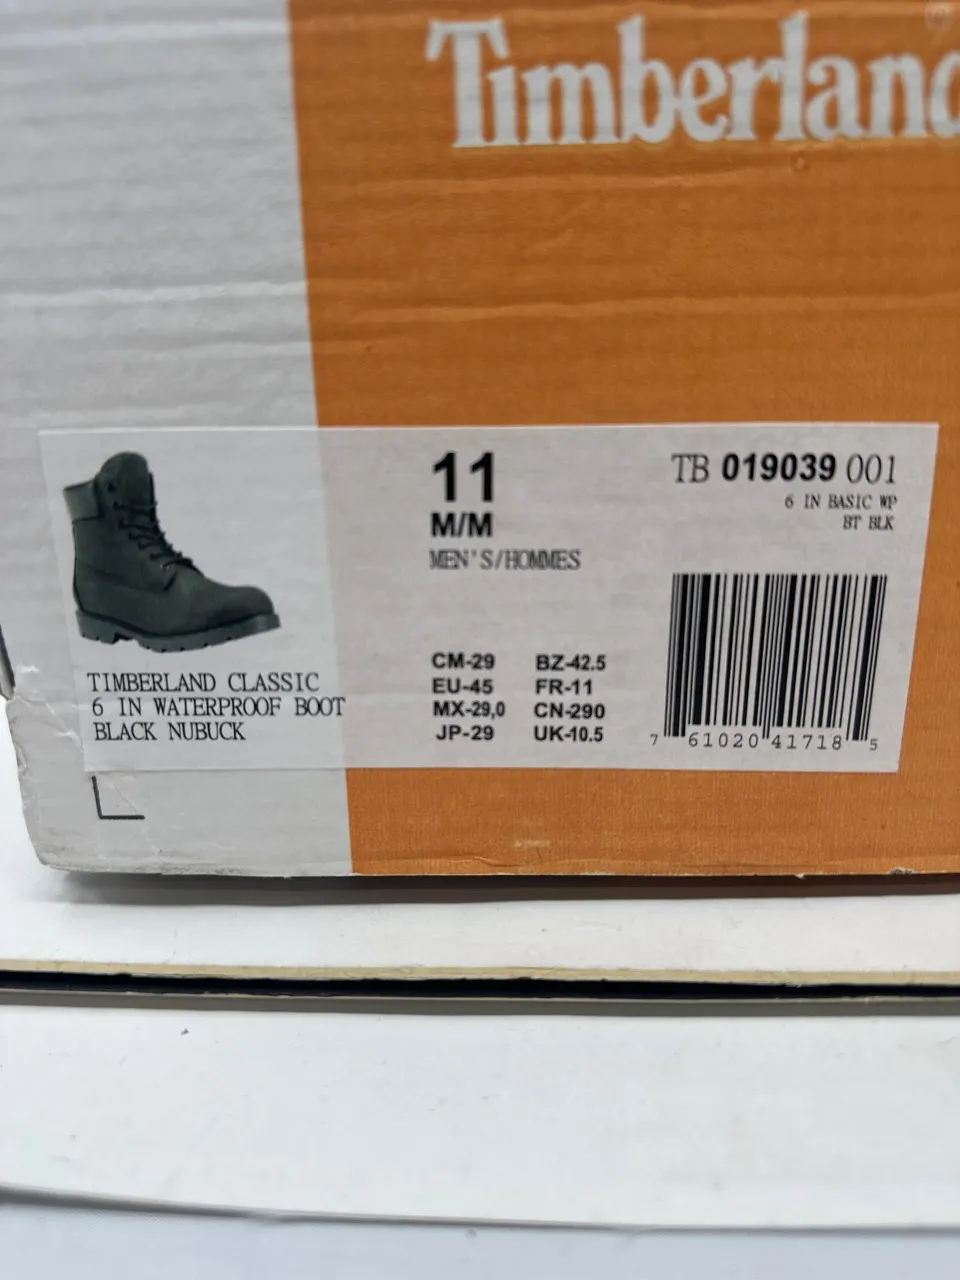 Timberland
11
M/M
MEN'S/HOMMES
TB 019039 001
6 IN BASIC WP
BT BLK
CM-29 BZ-42.5
EU-45 FR-11
MX-29,0 CN-290
JP-29 UK-10.5
TIMBERLAND CLASSIC
6 IN WATERPROOF BOOT
BLACK NUBUCK
7 61020 41718 5